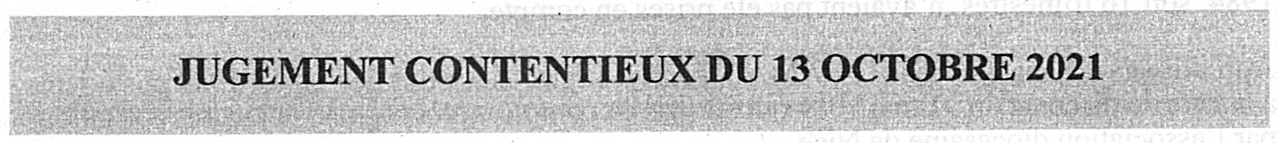 JUGEMENT CONTENTIEUX DU 13 OCTOBRE 2021